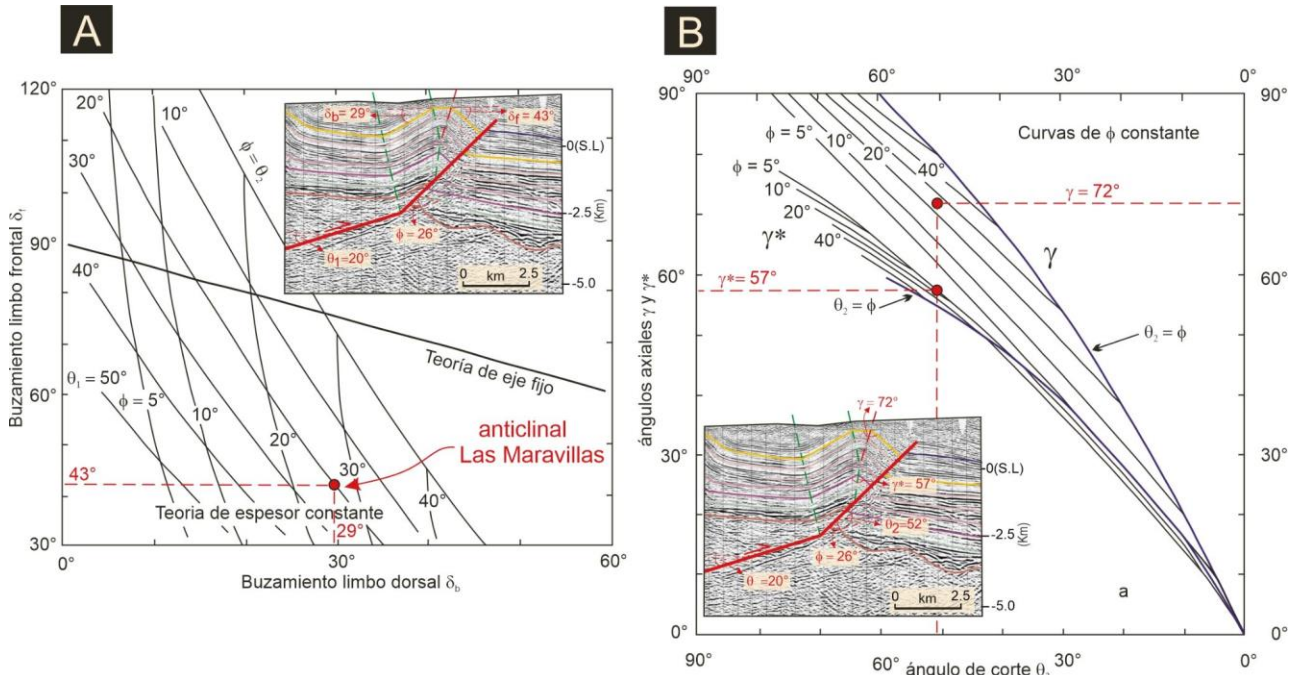 A
120°
90°
60°
30°
0°
30°
60°
Buzamiento limbo frontal δf
Buzamiento limbo dorsal δb
20°
30°
40°
θ1 = 50°
10°
ϕ = θ2
ϕ = 5°
10°
20°
30°
40°
Teoría de eje fijo
Teoria de espesor constante
anticlinal
Las Maravillas
43°
29°
δb= 29°
δf = 43°
0(S.L)
-2.5
(Km)
-5.0
ϕ = 26°
θ1=20°
0 km 2.5
B
90°
60°
30°
0°
90°
60°
30°
0°
90°
60°
30°
0°
90°
60°
30°
0°
ángulos axiales γ y γ*
ángulo de corte θ2
Curvas de ϕ constante
ϕ = 5°
10°
20°
40°
ϕ = 5°
10°
20°
40°
γ*
γ
γ = 72°
γ*= 57°
θ2 = ϕ
θ2 = ϕ
a
γ = 72°
0(S.L)
γ*= 57°
θ2=52°
-2.5
(Km)
ϕ = 26°
θ =20°
0 km 2.5
-5.0